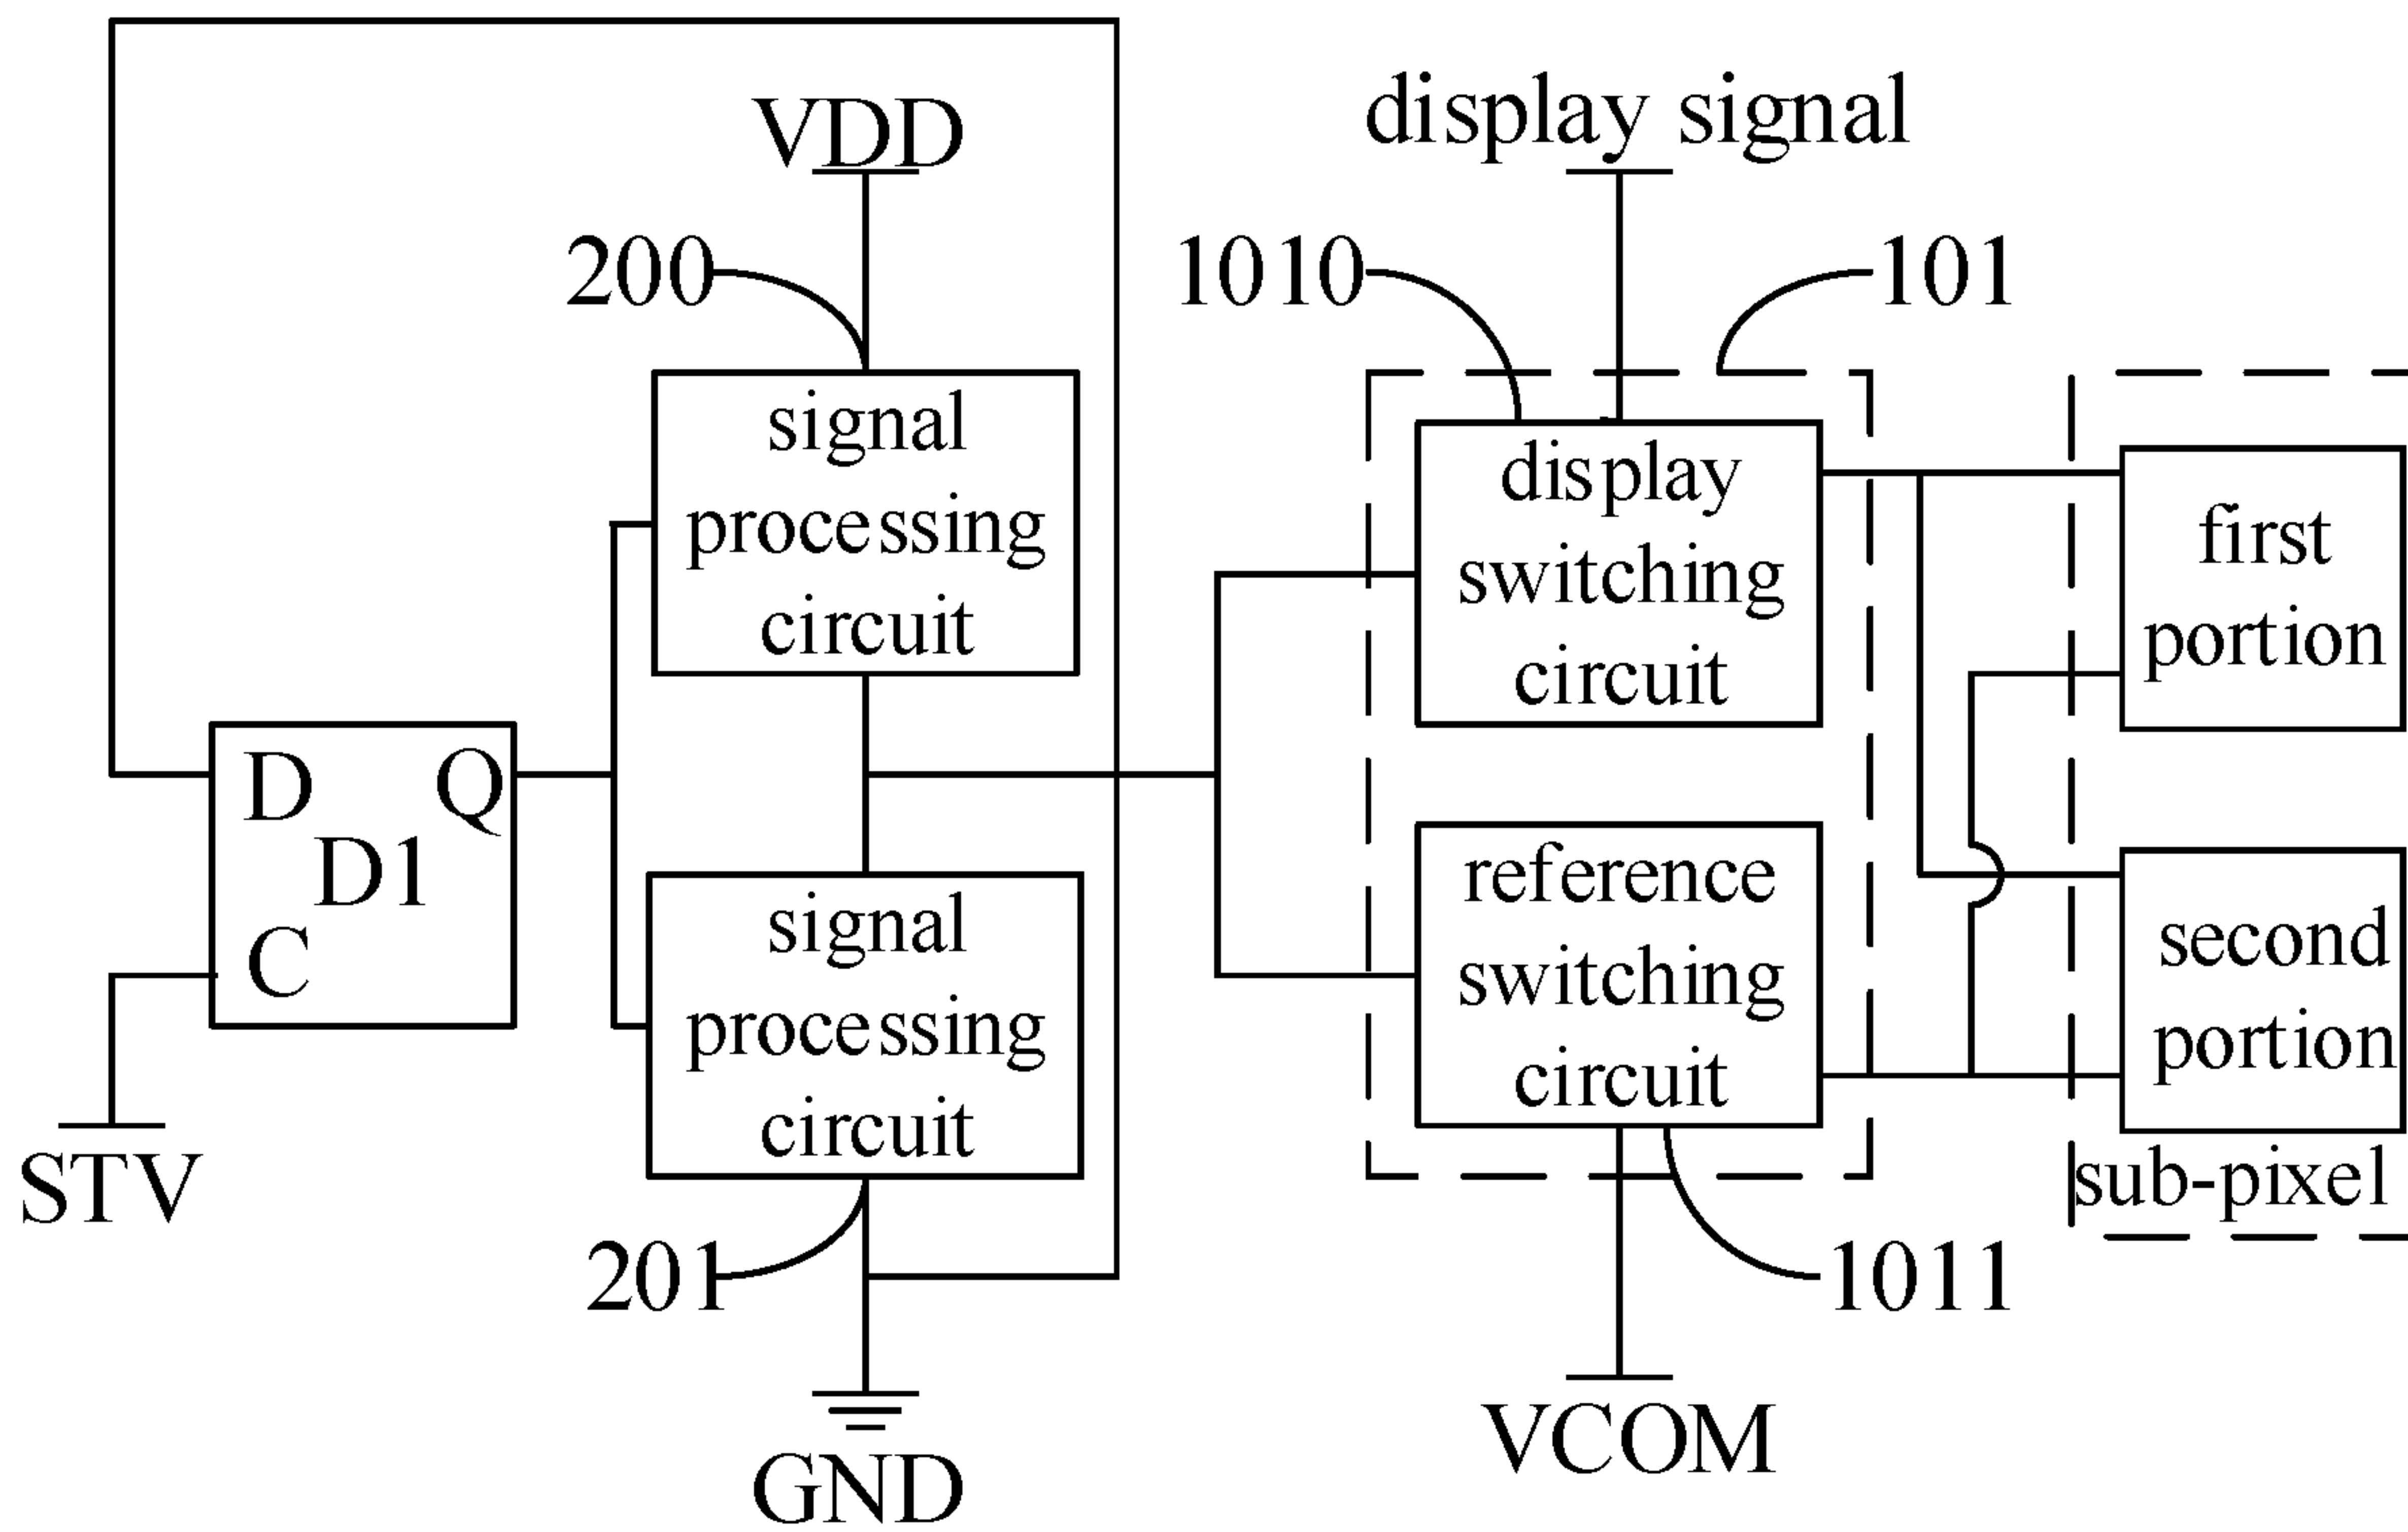 VDD
display signal
200
1010
101
signal
processing
circuit
display
switching
circuit
first
portion
D Q
D1
C
signal
processing
circuit
reference
switching
circuit
second
portion
STV
sub-pixel
201
1011
GND
VCOM